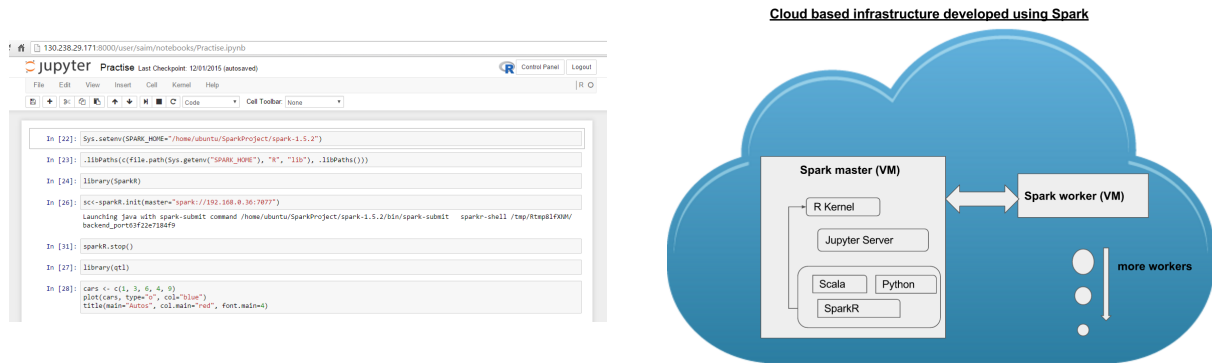 130.238.29.171:8000/user/saim/notebooks/Practise.ipynb
jupyter Practise Last Checkpoint: 12/01/2015 (autosaved)
R Control Panel Logout
File Edit View Insert Cell Kernel Help
R
Code Cell Toolbar: None
In [22]: Sys.setenv(SPARK_HOME="/home/ubuntu/SparkProject/spark-1.5.2")
In [23]: .libPaths(c(file.path(Sys.getenv("SPARK_HOME"), "R", "lib"), .libPaths()))
In [24]: library(SparkR)
In [26]: sc<-sparkR.init(master="spark://192.168.0.36:7077")
Launching java with spark-submit command /home/ubuntu/SparkProject/spark-1.5.2/bin/spark-submit sparkr-shell /tmp/Rtmp8lfXNM/
backend_port63f22e7184f9
In [31]: sparkR.stop()
In [27]: library(qtl)
In [28]: cars <- c(1, 3, 6, 4, 9)
plot(cars, type="o", col="blue")
title(main="Autos", col.main="red", font.main=4)
Cloud based infrastructure developed using Spark
Spark master (VM)
R Kernel
Jupyter Server
Scala
Python
SparkR
Spark worker (VM)
more workers